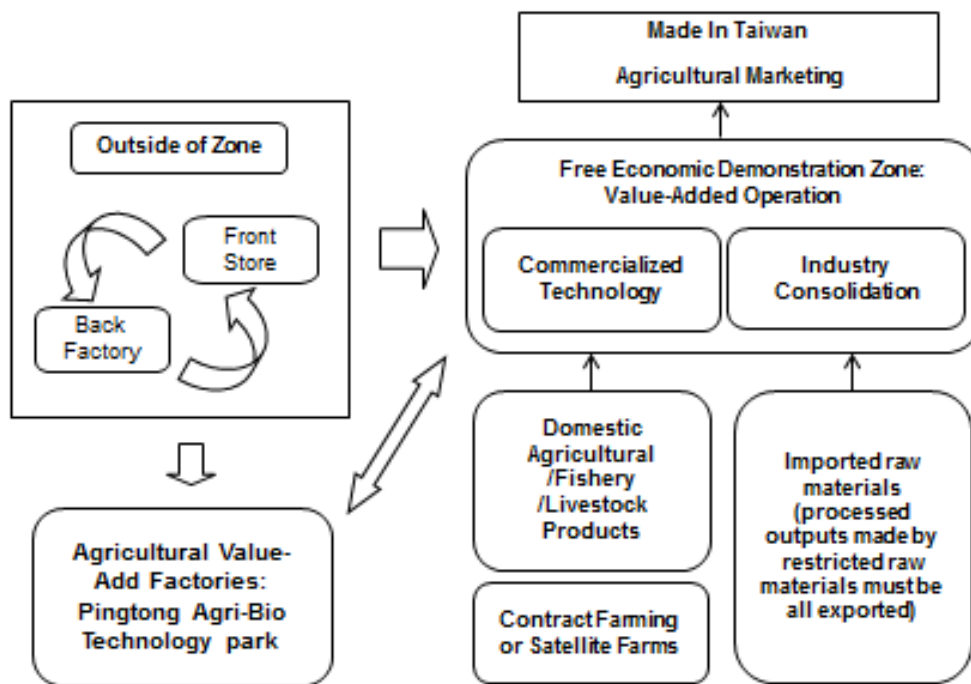 Made In Taiwan
Agricultural Marketing
Outside of Zone
Front
Store
Back
Factory
Free Economic Demonstration Zone:
Value-Added Operation
Commercialized
Technology
Industry
Consolidation
Domestic
Agricultural
/Fishery
/Livestock
Products
Imported raw
materials
(processed
outputs made by
restricted raw
materials must be
all exported)
Agricultural Value-
Add Factories:
Pingtong Agri-Bio
Technology park
Contract Farming
or Satellite Farms